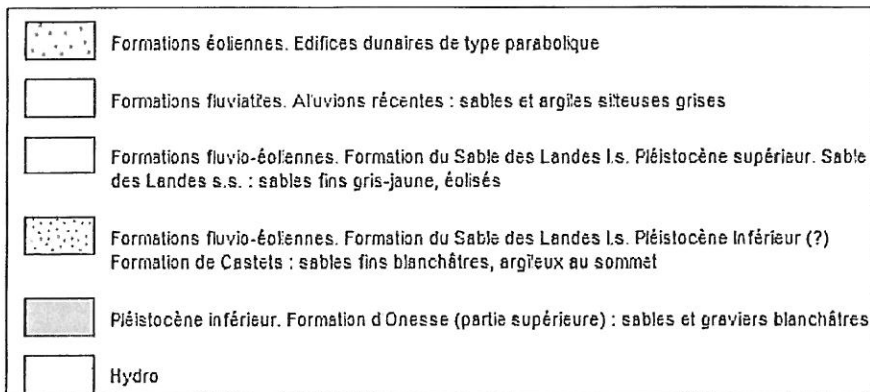 Formations éoliennes. Edifices dunaires de type parabolique
Formations fluviatiles. Alluvions récentes : sables et argiles silteuses grises
Formations fluvio-éoliennes. Formation du Sable des Landes l.s. Pléistocène supérieur. Sable
des Landes s.s. : sables fins gris-jaune, éolisés
Formations fluvio-éoliennes. Formation du Sable des Landes l.s. Pléistocène Inférieur (?)
Formation de Castets : sables fins blanchâtres, argileux au sommet
Pléistocène inférieur. Formation d'Onesse (partie supérieure) : sables et graviers blanchâtres
Hydro